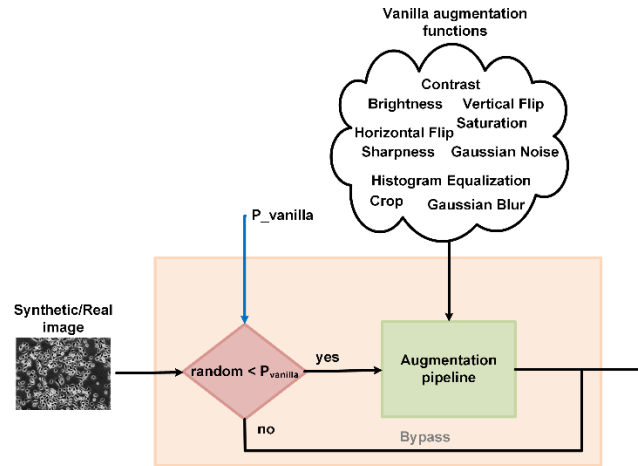 Vanilla augmentation
functions
Contrast
Brightness Vertical Flip
Saturation
Horizontal Flip
Sharpness Gaussian Noise
Histogram Equalization
Crop Gaussian Blur
P_vanilla
Synthetic/Real
image
random < P_vanilla
yes
Augmentation
pipeline
no
Bypass